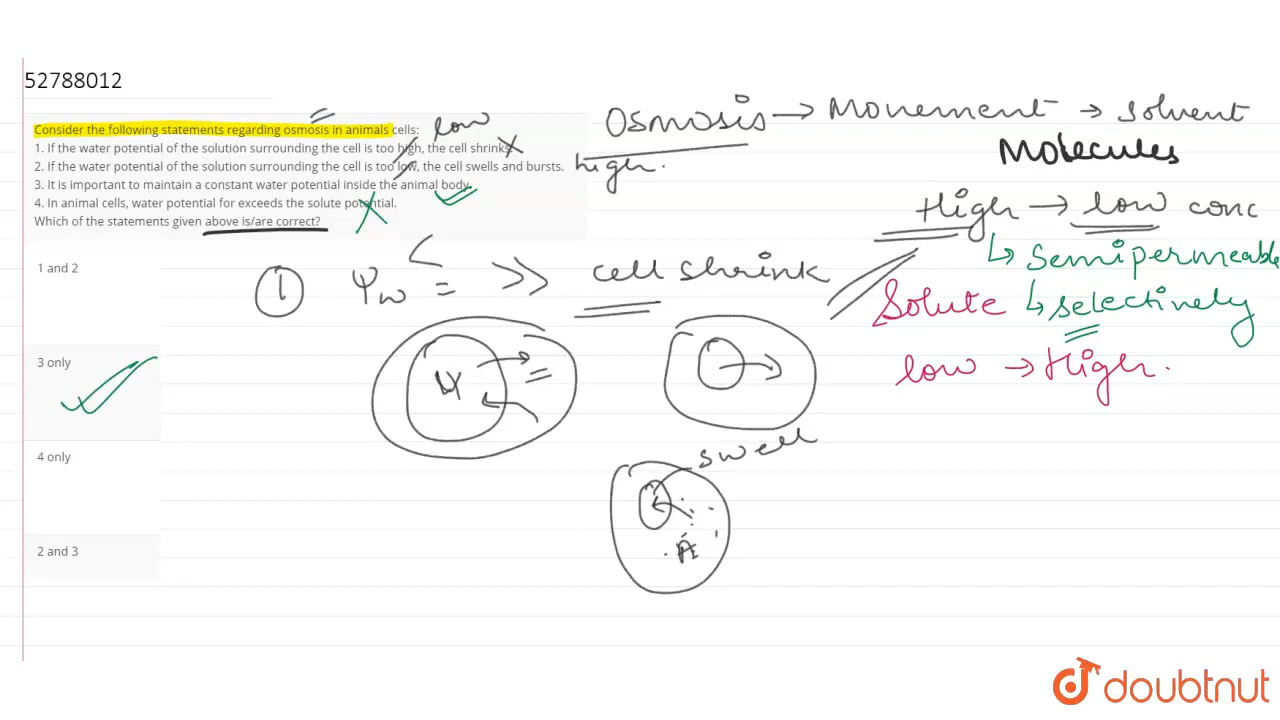 52788012
Consider the following statements regarding osmosis in animals cells:
1. If the water potential of the solution surrounding the cell is too high, the cell shrinks.
2. If the water potential of the solution surrounding the cell is too low, the cell swells and bursts.
3. It is important to maintain a constant water potential inside the animal body.
4. In animal cells, water potential for exceeds the solute potential.
Which of the statements given above is/are correct?
1 and 2
3 only
4 only
2 and 3
low
high.
Osmosis → Movement → solvent
Molecules
High → low conc
↳ Semipermeable
Solute ↳ selectively
low → High.
① Ψw = >> cell shrink
swell
doubtnut